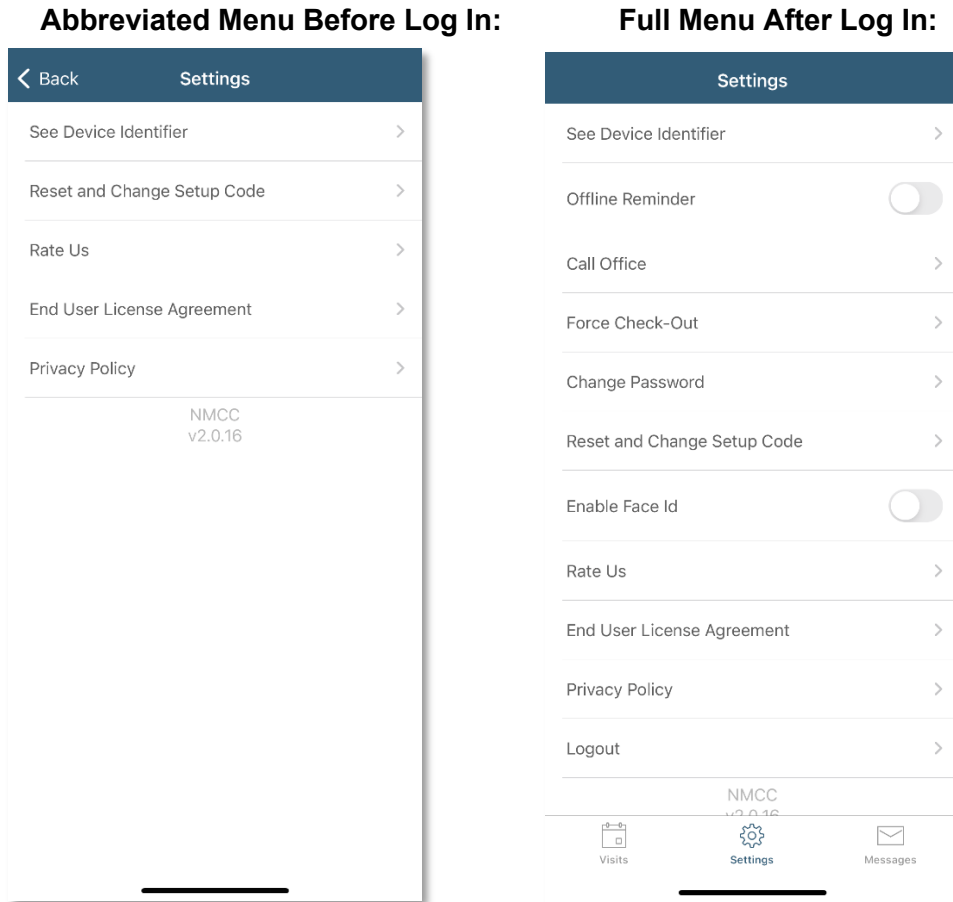 Abbreviated Menu Before Log In:
Back
Settings
See Device Identifier
Reset and Change Setup Code
Rate Us
End User License Agreement
Privacy Policy
NMCC
v2.0.16
Full Menu After Log In:
Settings
See Device Identifier
Offline Reminder
Call Office
Force Check-Out
Change Password
Reset and Change Setup Code
Enable Face Id
Rate Us
End User License Agreement
Privacy Policy
Logout
NMCC
v2.0.16
Visits
Settings
Messages